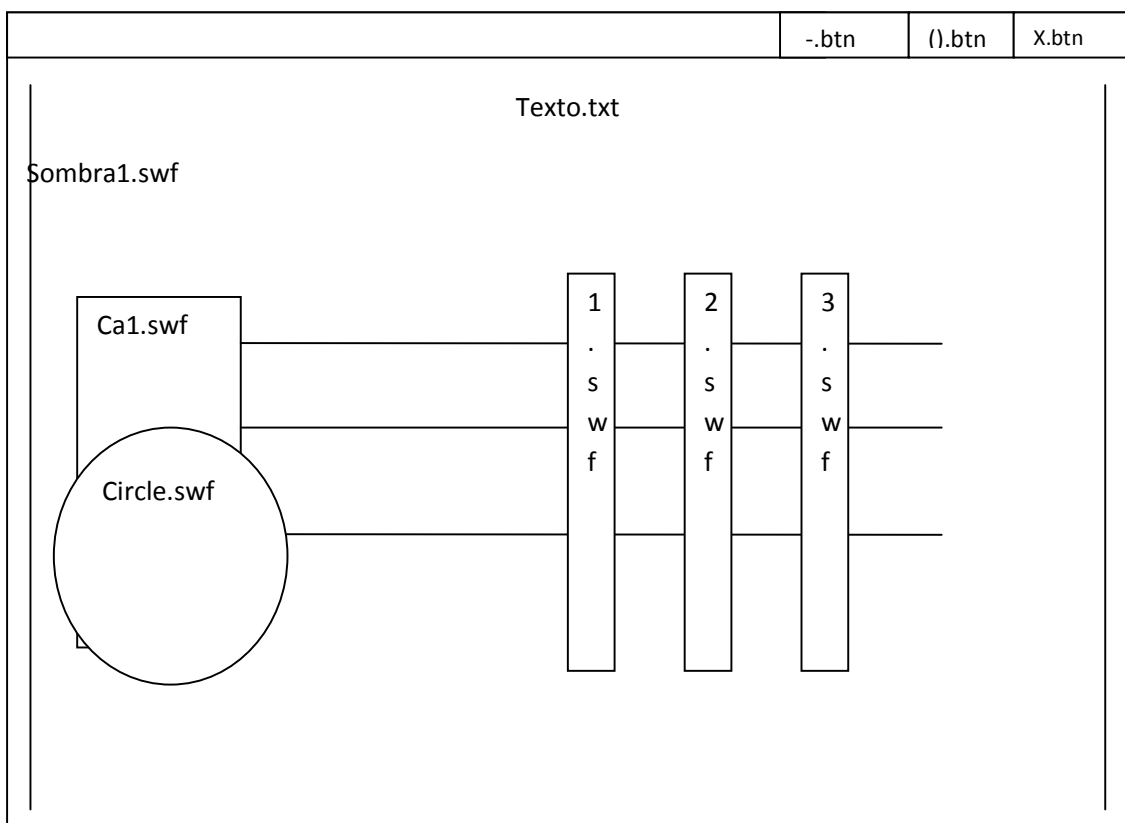 -.btn
().btn
X.btn
Texto.txt
Sombra1.swf
Ca1.swf
1
.
s
w
f
2
.
s
w
f
3
.
s
w
f
Circle.swf